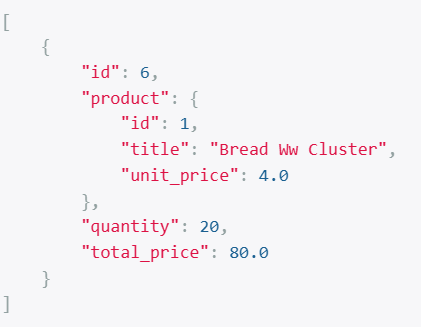 [
    {
        "id": 6,
        "product": {
            "id": 1,
            "title": "Bread Ww Cluster",
            "unit_price": 4.0
        },
        "quantity": 20,
        "total_price": 80.0
    }
]